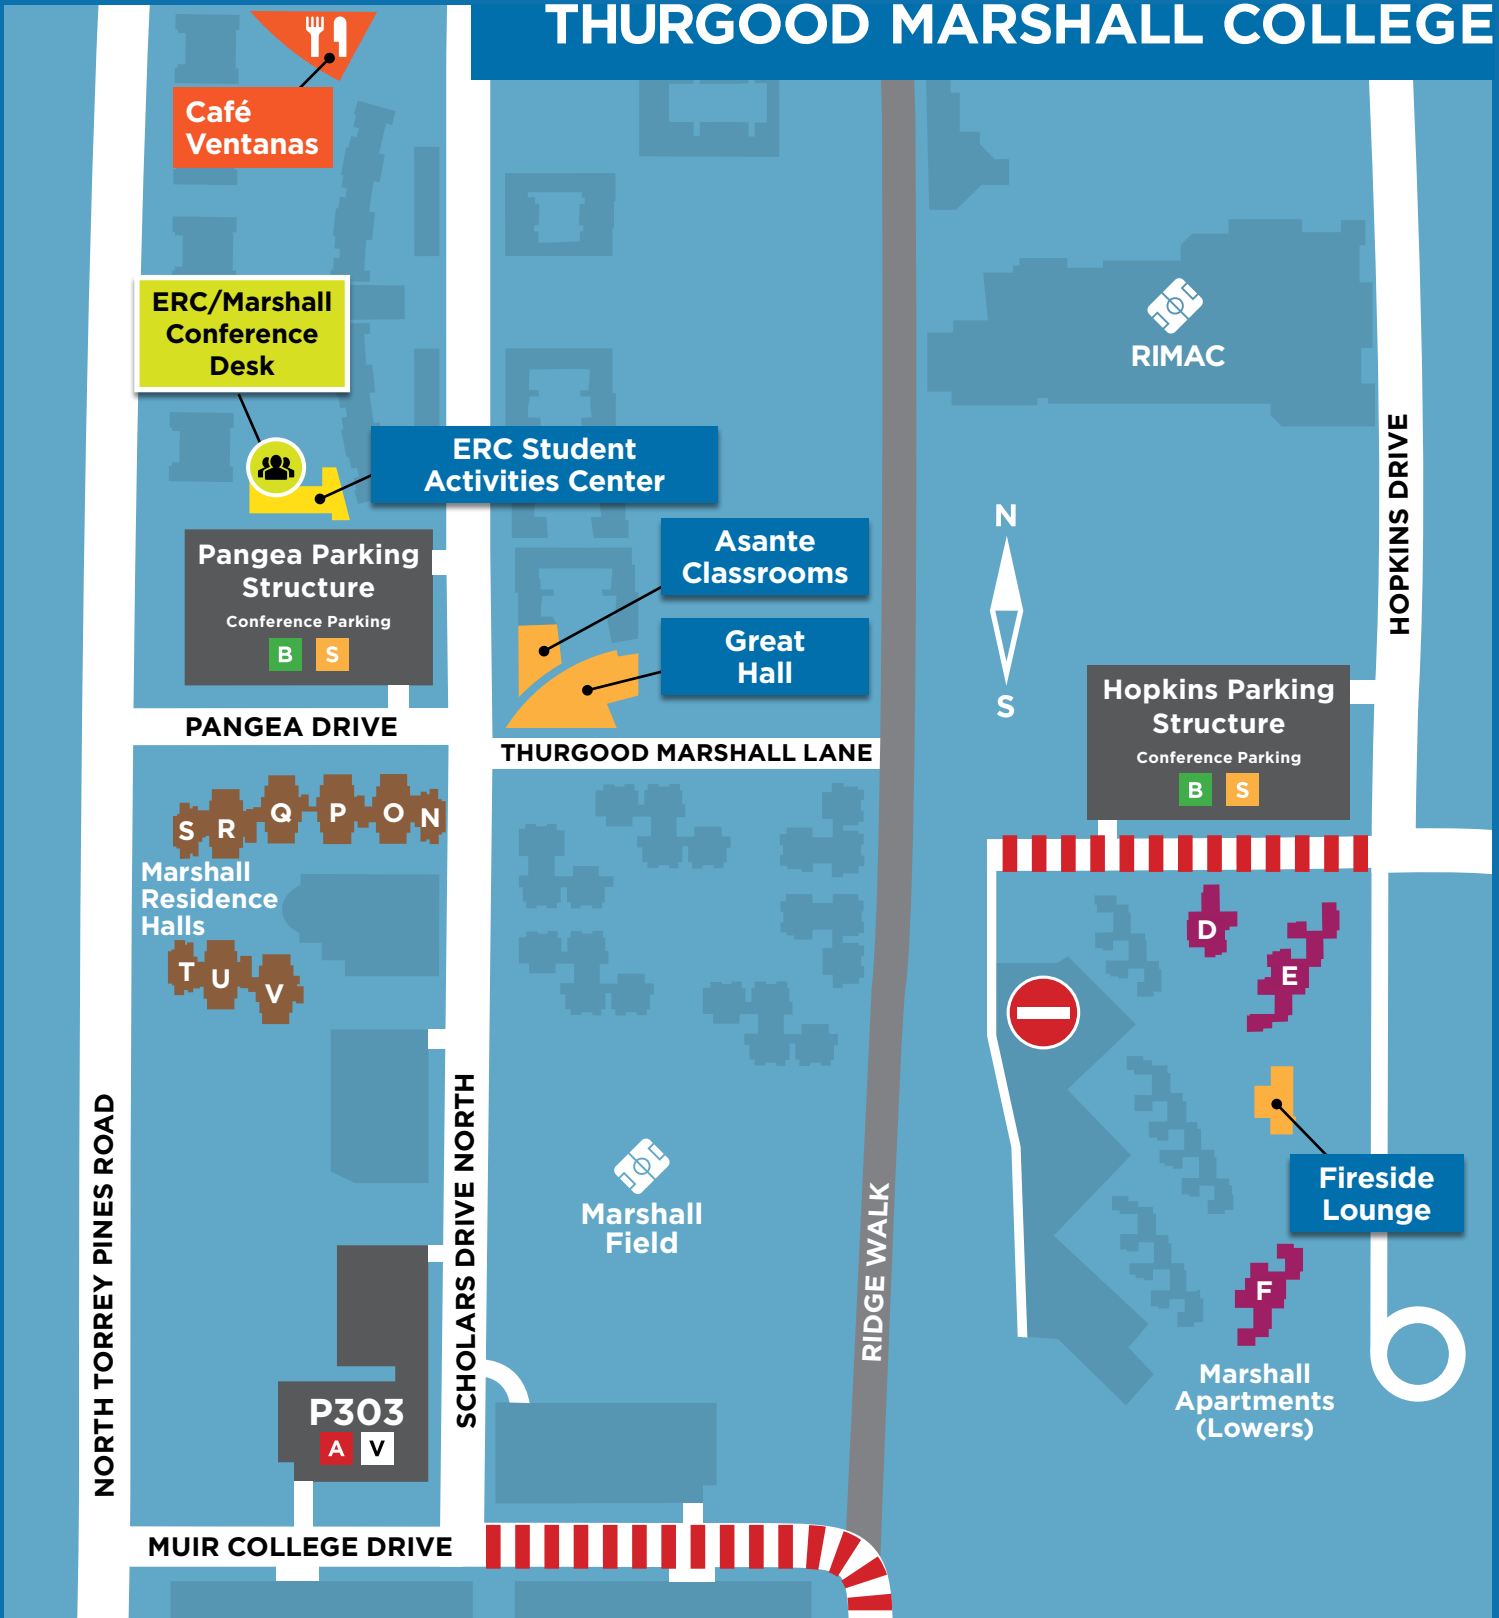 THURGOOD MARSHALL COLLEGE
Café
Ventanas
ERC/Marshall
Conference
Desk
RIMAC
ERC Student
Activities Center
HOPKINS DRIVE
N
S
Asante
Classrooms
Pangea Parking
Structure
Conference Parking
B S
Great
Hall
Hopkins Parking
Structure
Conference Parking
B S
PANGEA DRIVE
THURGOOD MARSHALL LANE
S R Q P O N
Marshall
Residence
Halls
T U V
D
E
Fireside
Lounge
F
Marshall
Apartments
(Lowers)
Marshall
Field
NORTH TORREY PINES ROAD
SCHOLARS DRIVE NORTH
RIDGE WALK
P303
A V
MUIR COLLEGE DRIVE